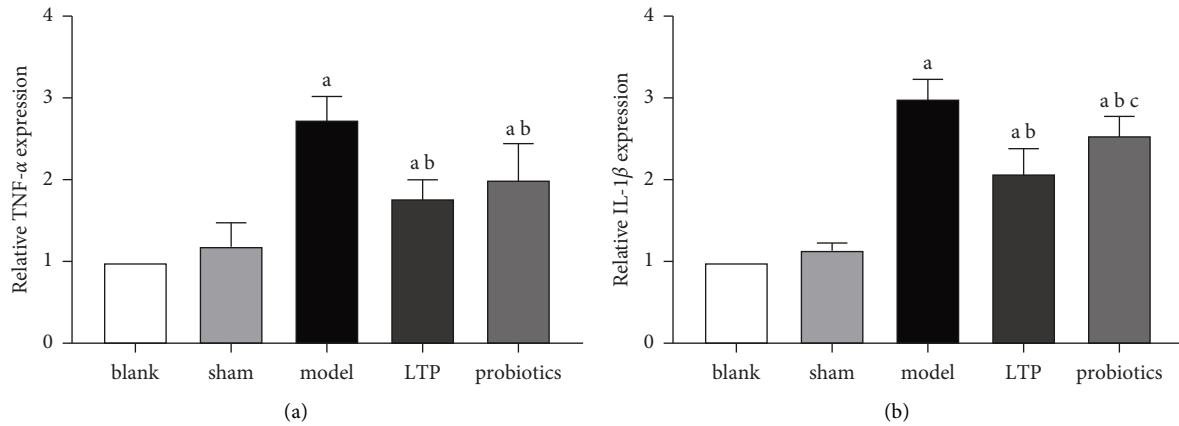 Relative TNF-α expression
4
3
2
1
0
a
a b
a b
blank sham model LTP probiotics
(a)
Relative IL-1β expression
4
3
2
1
0
a
a b
a b c
blank sham model LTP probiotics
(b)